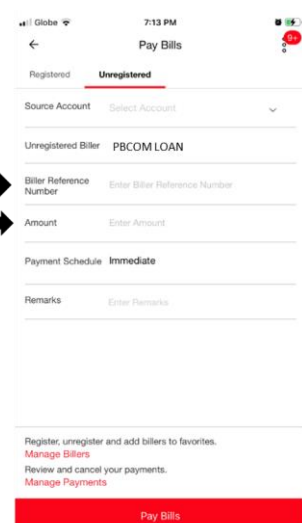 Globe 7:13 PM
Pay Bills
9+
Registered Unregistered
Source Account Select Account
Unregistered Biller PBCOM LOAN
Biller Reference
Number Enter Biller Reference Number
Amount Enter Amount
Payment Schedule Immediate
Remarks Enter Remarks
Register, unregister and add billers to favorites.
Manage Billers
Review and cancel your payments.
Manage Payments
Pay Bills